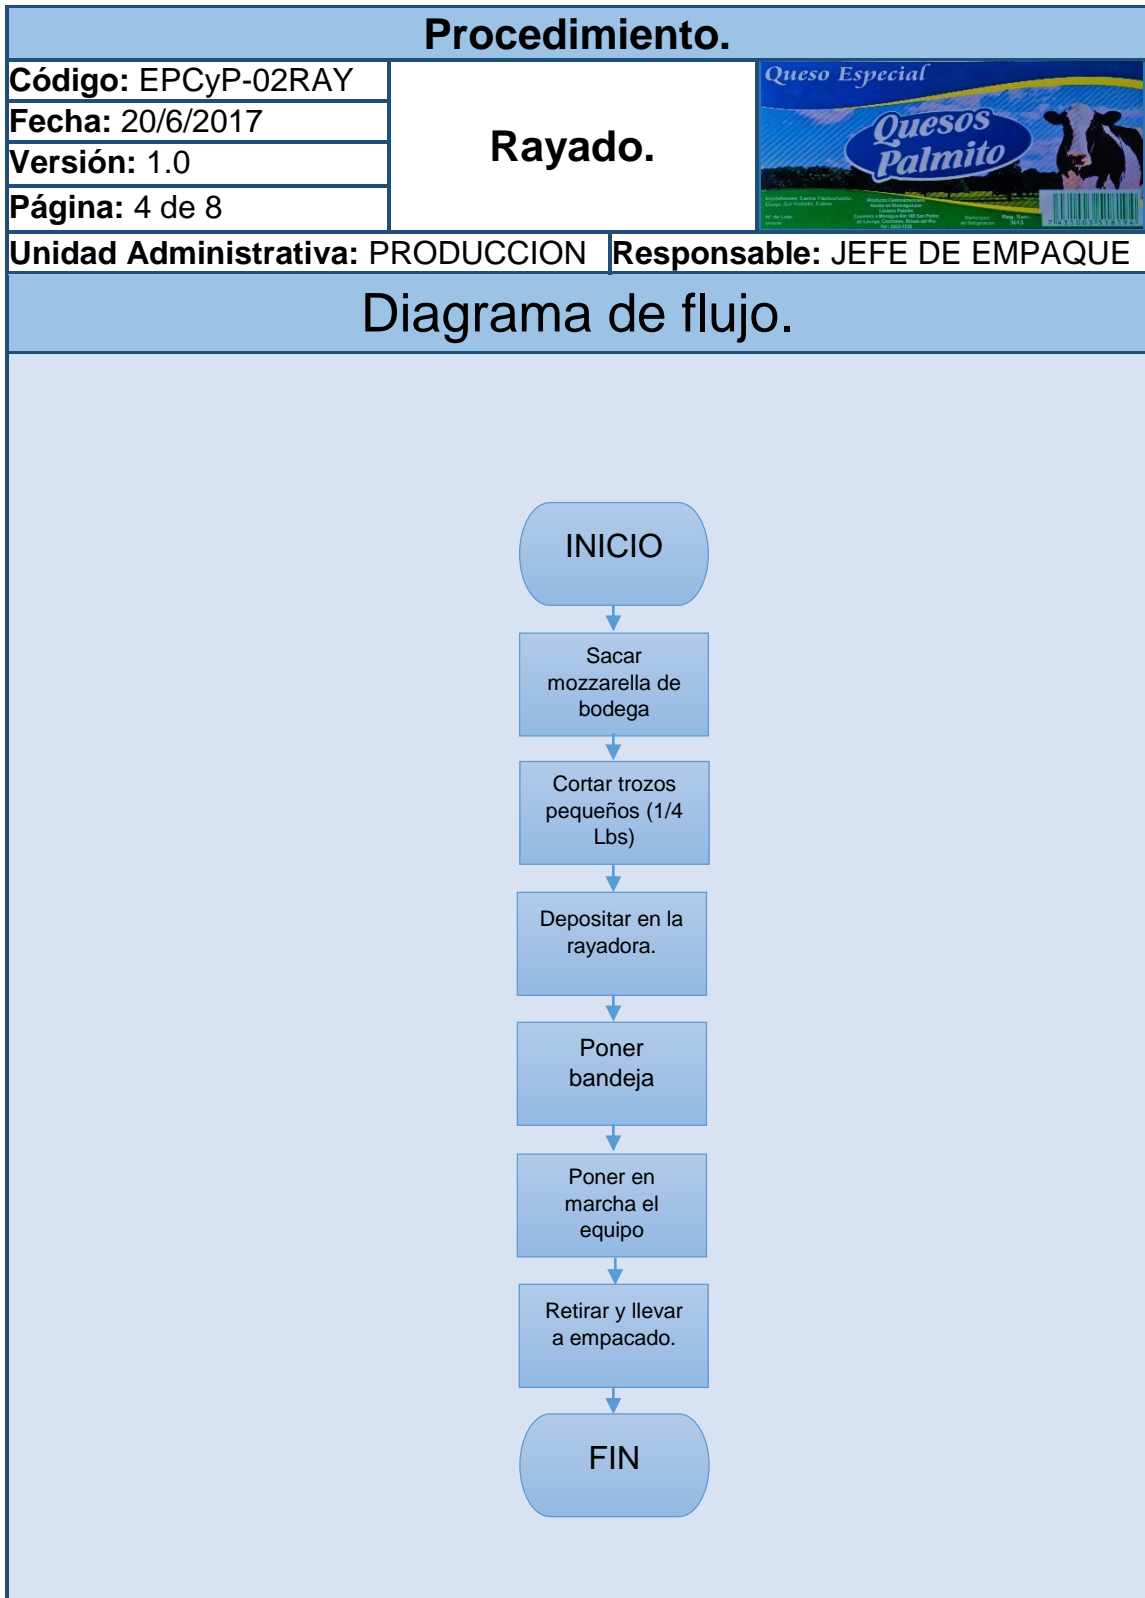 Procedimiento.
Código: EPCyP-02RAY
Fecha: 20/6/2017
Versión: 1.0
Página: 4 de 8
Rayado.
Queso Especial
Quesos
Palmito
Unidad Administrativa: PRODUCCION
Responsable: JEFE DE EMPAQUE
Diagrama de flujo.
INICIO
Sacar
mozzarella de
bodega
Cortar trozos
pequeños (1/4
Lbs)
Depositar en la
rayadora.
Poner
bandeja
Poner en
marcha el
equipo
Retirar y llevar
a empacado.
FIN